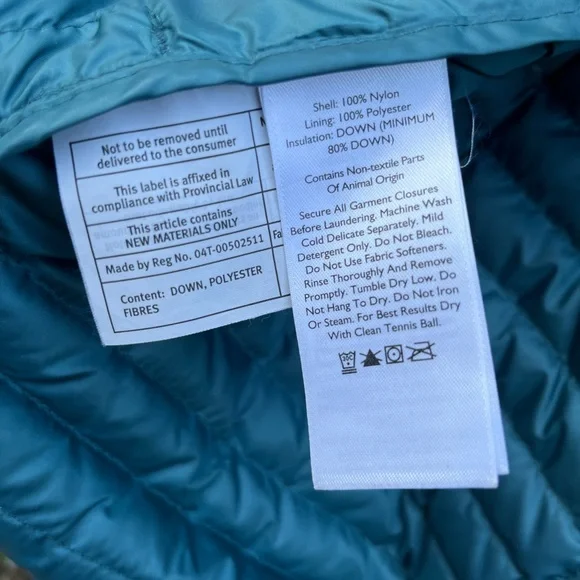 Not to be removed until
delivered to the consumer
This label is affixed in
compliance with Provincial Law
This article contains
NEW MATERIALS ONLY
Made by Reg No. 04T-00502511
Content: DOWN, POLYESTER
FIBRES
Shell: 100% Nylon
Lining: 100% Polyester
Insulation: DOWN (MINIMUM
80% DOWN)
Contains Non-textile Parts
Of Animal Origin
Secure All Garment Closures
Before Laundering. Machine Wash
Cold Delicate Separately. Mild
Detergent Only. Do Not Bleach.
Do Not Use Fabric Softeners.
Rinse Thoroughly And Remove
Promptly. Tumble Dry Low. Do
Not Hang To Dry. Do Not Iron
Or Steam. For Best Results Dry
With Clean Tennis Ball.